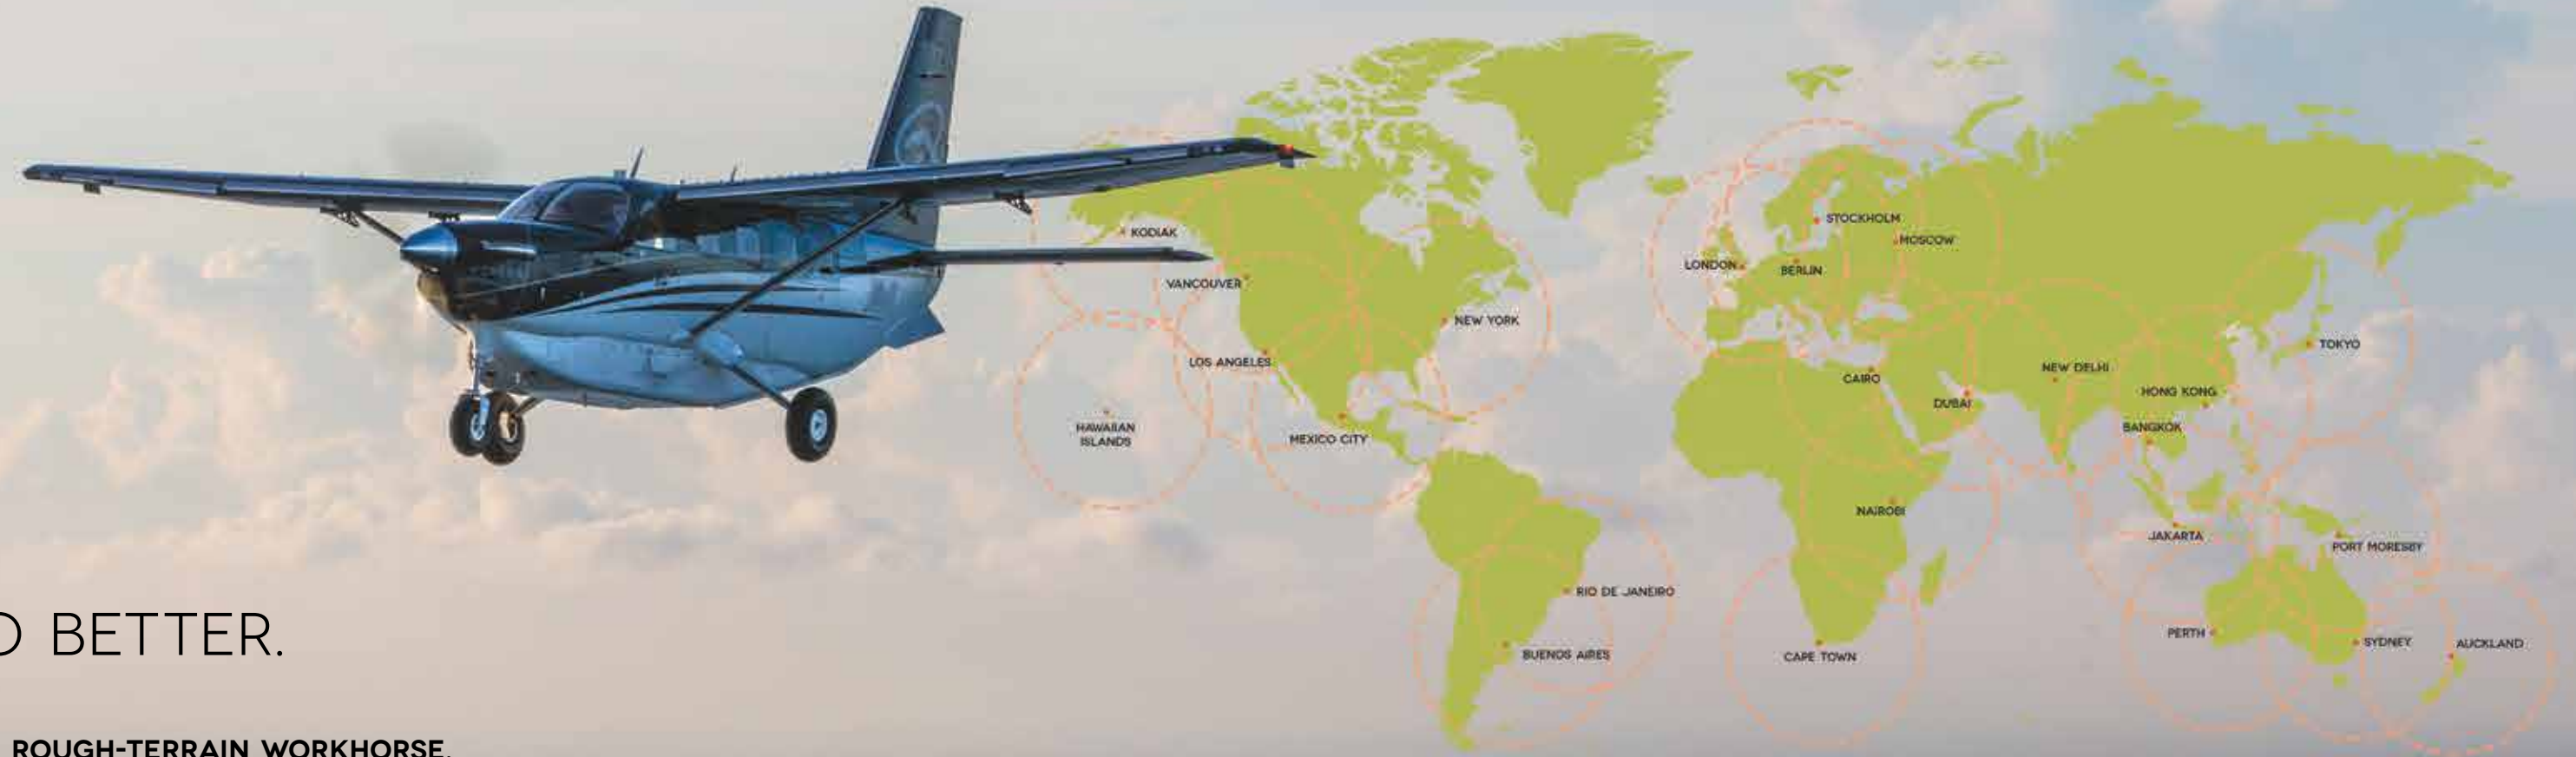 STOCKHOLM
KODIAK
MOSCOW
LONDON
BERLIN
VANCOUVER
NEW YORK
TOKYO
LOS ANGELES
NEW DELHI
CAIRO
HONG KONG
DUBAI
BANGKOK
HAWAIIAN
ISLANDS
MEXICO CITY
NAIROBI
JAKARTA
PORT MORESBY
RIO DE JANEIRO
PERTH
SYDNEY
AUCKLAND
BUENOS AIRES
CAPE TOWN
BETTER.
ROUGH-TERRAIN WORKHORSE.